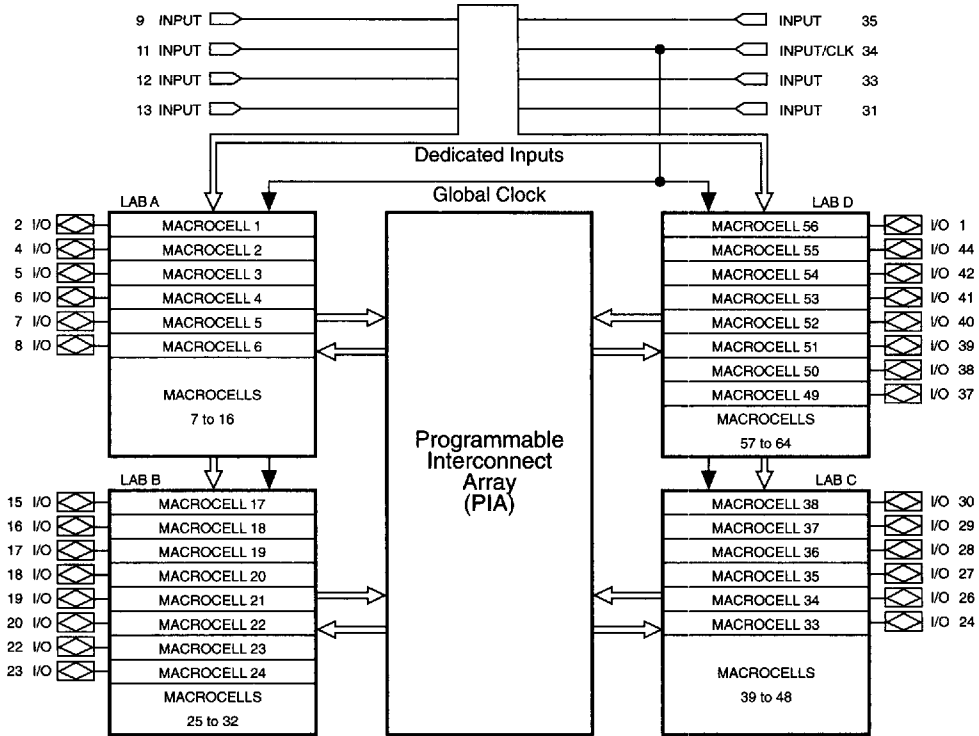 9 INPUT
INPUT 35
11 INPUT
INPUT/CLK 34
12 INPUT
INPUT 33
13 INPUT
INPUT 31
Dedicated Inputs
Global Clock
LAB A
2 I/O MACROCELL 1
4 I/O MACROCELL 2
5 I/O MACROCELL 3
6 I/O MACROCELL 4
7 I/O MACROCELL 5
8 I/O MACROCELL 6
MACROCELLS
7 to 16
LAB B
15 I/O MACROCELL 17
16 I/O MACROCELL 18
17 I/O MACROCELL 19
18 I/O MACROCELL 20
19 I/O MACROCELL 21
20 I/O MACROCELL 22
22 I/O MACROCELL 23
23 I/O MACROCELL 24
MACROCELLS
25 to 32
Programmable
Interconnect
Array
(PIA)
LAB D
MACROCELL 56 I/O 1
MACROCELL 55 I/O 44
MACROCELL 54 I/O 42
MACROCELL 53 I/O 41
MACROCELL 52 I/O 40
MACROCELL 51 I/O 39
MACROCELL 50 I/O 38
MACROCELL 49 I/O 37
MACROCELLS
57 to 64
LAB C
MACROCELL 38 I/O 30
MACROCELL 37 I/O 29
MACROCELL 36 I/O 28
MACROCELL 35 I/O 27
MACROCELL 34 I/O 26
MACROCELL 33 I/O 24
MACROCELLS
39 to 48